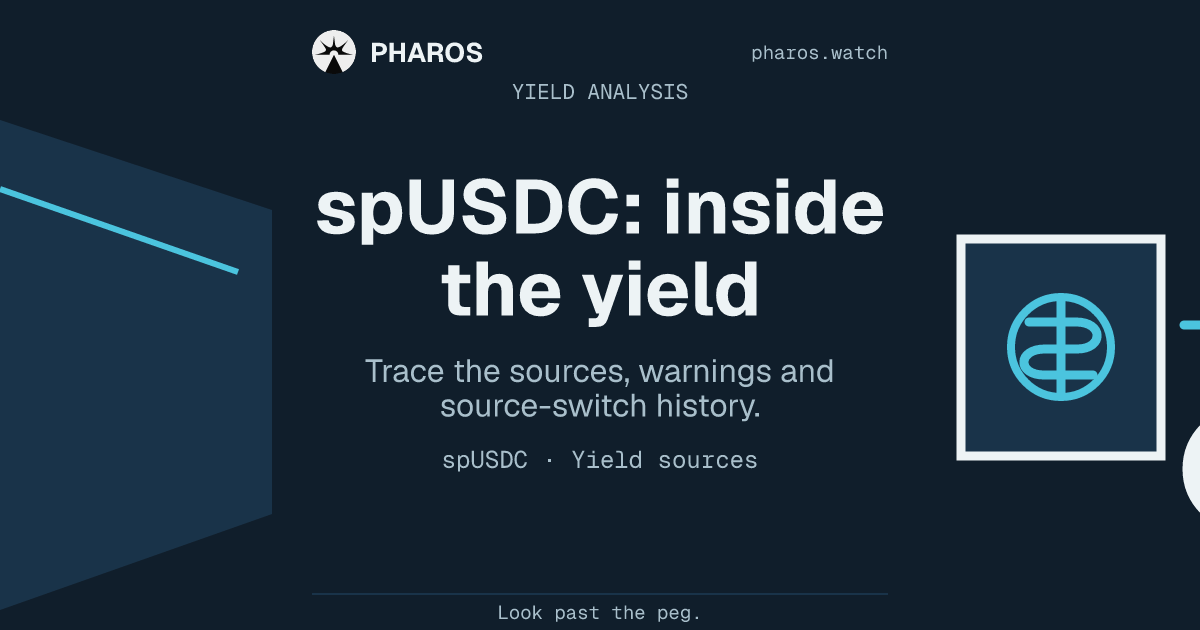 PHAROS
pharos.watch
YIELD ANALYSIS
spUSDC: inside
the yield
Trace the sources, warnings and
source-switch history.
spUSDC · Yield sources
Look past the peg.